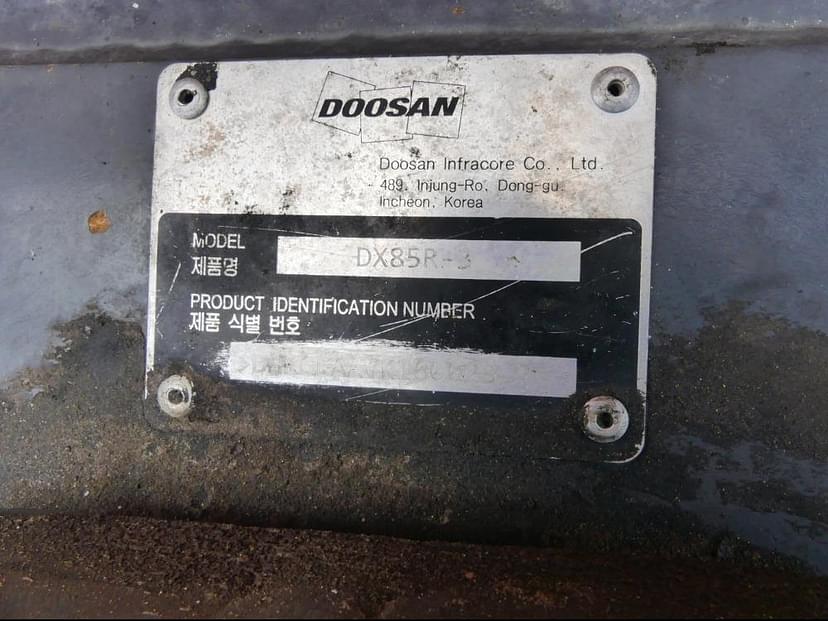 DOOSAN
Doosan Infracore Co., Ltd.
489, Injung-Ro, Dong-gu,
Incheon, Korea
MODEL
제품명
DX85R-3
PRODUCT IDENTIFICATION NUMBER
제품 식별 번호